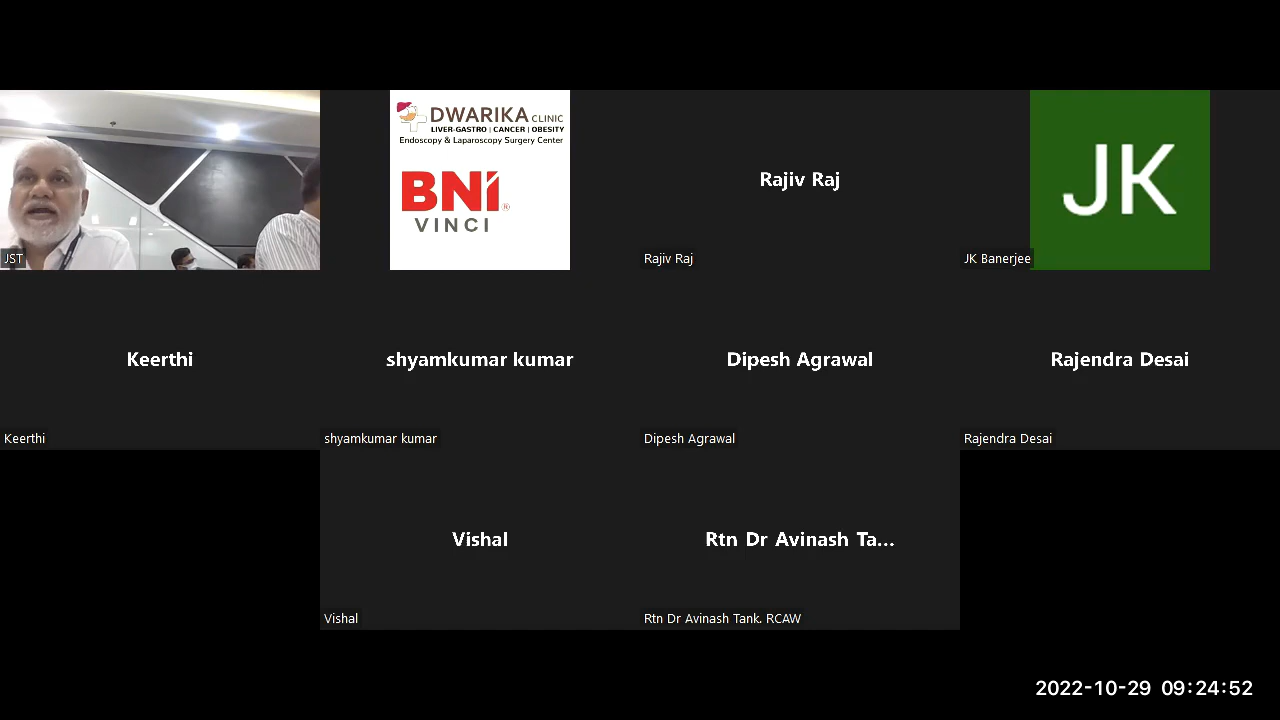 JST
DWARIKA CLINIC
LIVER-GASTRO | CANCER | OBESITY
Endoscopy & Laparoscopy Surgery Center
BNI®
VINCI
Rajiv Raj
Rajiv Raj
JK
JK Banerjee
Keerthi
Keerthi
shyamkumar kumar
shyamkumar kumar
Dipesh Agrawal
Dipesh Agrawal
Rajendra Desai
Rajendra Desai
Vishal
Vishal
Rtn Dr Avinash Ta...
Rtn Dr Avinash Tank. RCAW
2022-10-29 09:24:52